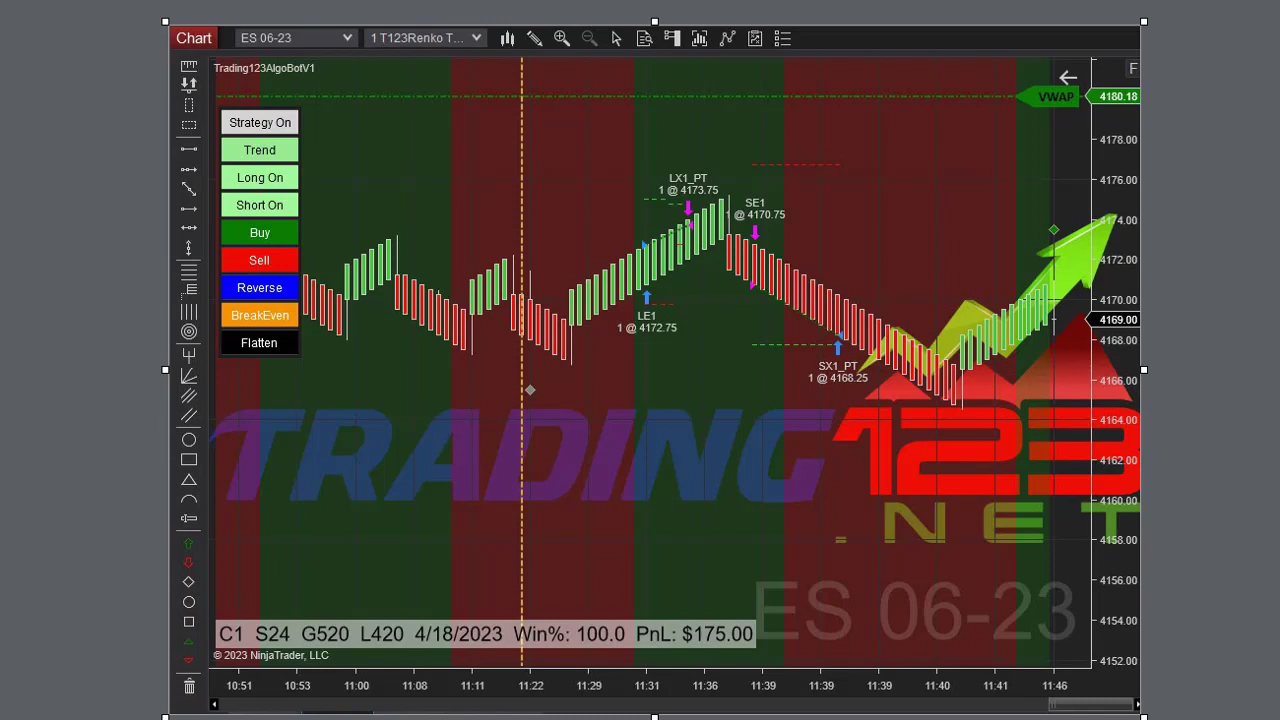 Chart
ES 06-23
1 T123Renko T...
Trading123AlgoBotV1
F
VWAP
4180.18
Strategy On
Trend
Long On
Short On
Buy
Sell
Reverse
BreakEven
Flatten
LX1_PT
1 @ 4173.75
SE1
1 @ 4170.75
LE1
1 @ 4172.75
SX1_PT
1 @ 4168.25
4178.00
4176.00
4174.00
4172.00
4170.00
4169.00
4168.00
4166.00
4164.00
4162.00
4160.00
4158.00
4156.00
4154.00
4152.00
TRADING 123
.NET
ES 06-23
C1 S24 G520 L420 4/18/2023 Win%: 100.0 PnL: $175.00
© 2023 NinjaTrader, LLC
10:51 10:53 11:00 11:08 11:11 11:22 11:29 11:31 11:36 11:39 11:39 11:39 11:40 11:41 11:46